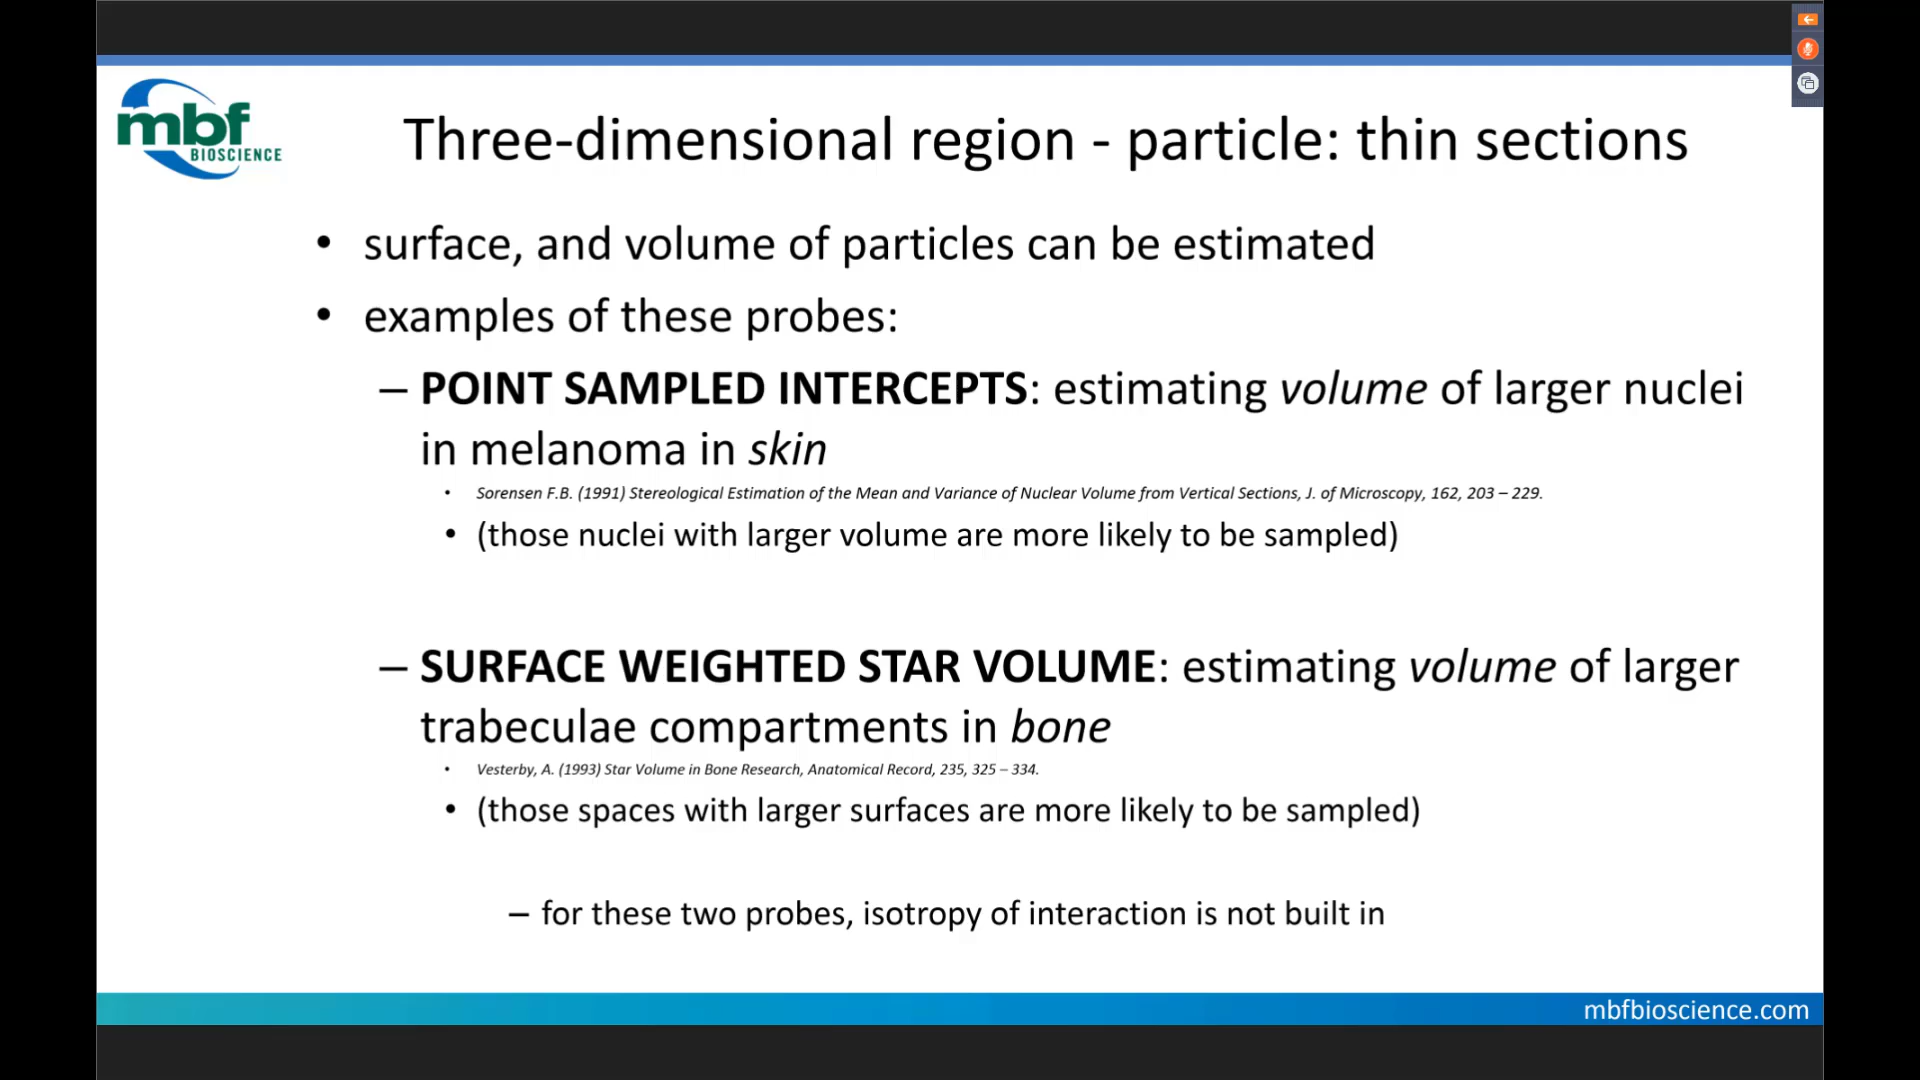 mbf
BIOSCIENCE
Three-dimensional region - particle: thin sections
• surface, and volume of particles can be estimated
• examples of these probes:
– POINT SAMPLED INTERCEPTS: estimating volume of larger nuclei
in melanoma in skin
• Sorensen F.B. (1991) Stereological Estimation of the Mean and Variance of Nuclear Volume from Vertical Sections, J. of Microscopy, 162, 203 – 229.
• (those nuclei with larger volume are more likely to be sampled)
– SURFACE WEIGHTED STAR VOLUME: estimating volume of larger
trabeculae compartments in bone
• Vesterby, A. (1993) Star Volume in Bone Research, Anatomical Record, 235, 325 – 334.
• (those spaces with larger surfaces are more likely to be sampled)
– for these two probes, isotropy of interaction is not built in
mbfbioscience.com